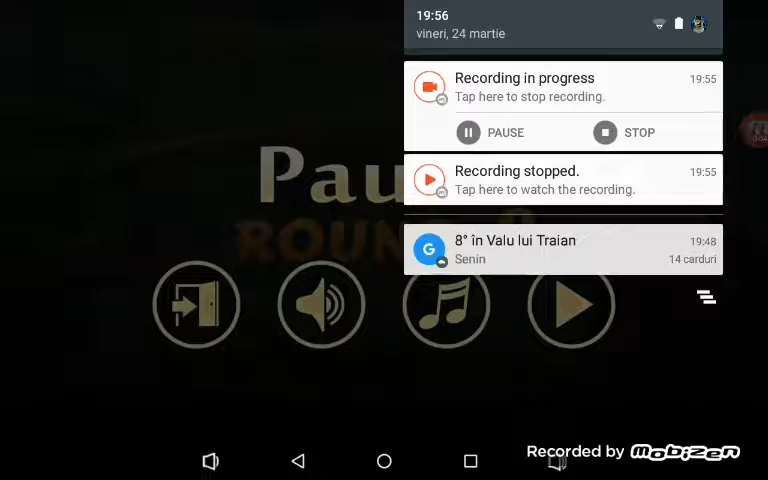 19:56
vineri, 24 martie
Recording in progress
19:55
Tap here to stop recording.
PAUSE
STOP
Recording stopped.
19:55
Tap here to watch the recording.
8° în Valu lui Traian
19:48
Senin
14 carduri
Pau
ROUN
Recorded by Mobizen